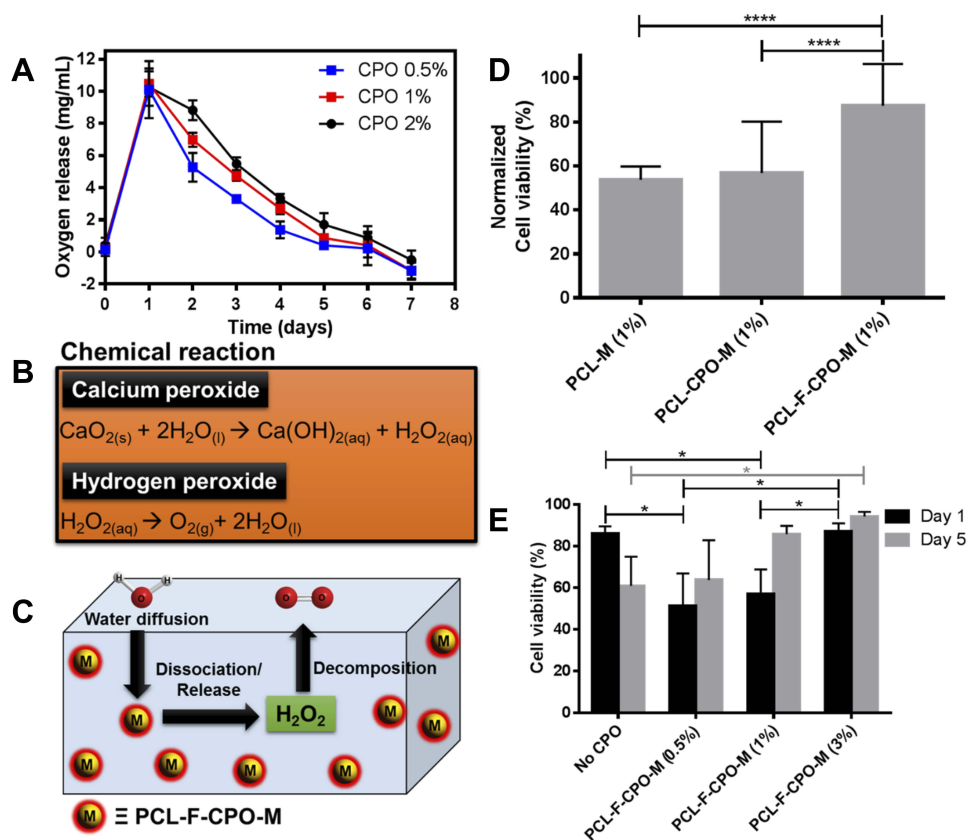 A
Oxygen release (mg/mL)
12
10
8
6
4
2
0
-2
0 1 2 3 4 5 6 7 8
Time (days)
CPO 0.5%
CPO 1%
CPO 2%
B
Chemical reaction
Calcium peroxide
CaO2(s) + 2H2O(l) → Ca(OH)2(aq) + H2O2(aq)
Hydrogen peroxide
H2O2(aq) → O2(g)+ 2H2O(l)
C
H H
O
O O
Water diffusion
Dissociation/
Release
Decomposition
H2O2
M
M
M
M
M
M
M
M
M
M
Ξ PCL-F-CPO-M
D
****
****
Normalized
Cell viability (%)
100
80
60
40
20
0
PCL-M (1%)
PCL-CPO-M (1%)
PCL-F-CPO-M (1%)
E
*
*
*
*
*
Cell viability (%)
100
80
60
40
20
0
Day 1
Day 5
No CPO
PCL-F-CPO-M (0.5%)
PCL-F-CPO-M (1%)
PCL-F-CPO-M (3%)